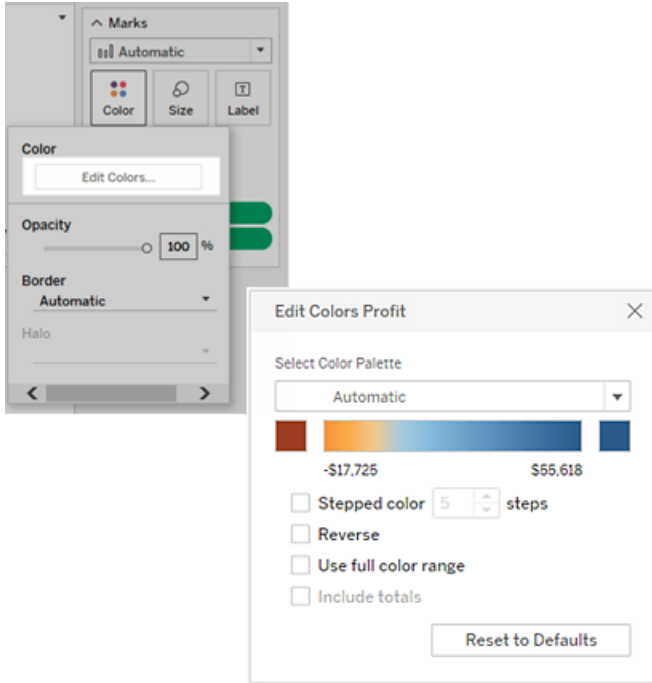 Marks
Automatic
Color Size Label
Color
Edit Colors...
Opacity
100 %
Border
Automatic
Halo
Edit Colors Profit
Select Color Palette
Automatic
-$17,725 $55,618
Stepped color 5 steps
Reverse
Use full color range
Include totals
Reset to Defaults